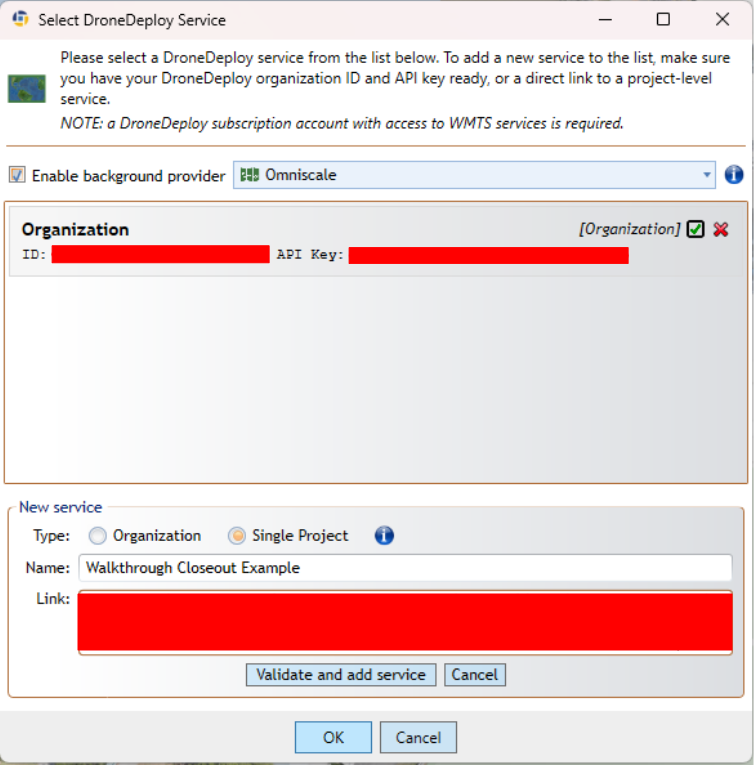 Select DroneDeploy Service
Please select a DroneDeploy service from the list below. To add a new service to the list, make sure
you have your DroneDeploy organization ID and API key ready, or a direct link to a project-level
service.
NOTE: a DroneDeploy subscription account with access to WMTS services is required.
Enable background provider Omniscale
Organization [Organization]
ID: API Key:
New service
Type: Organization Single Project
Name: Walkthrough Closeout Example
Link:
Validate and add service Cancel
OK Cancel